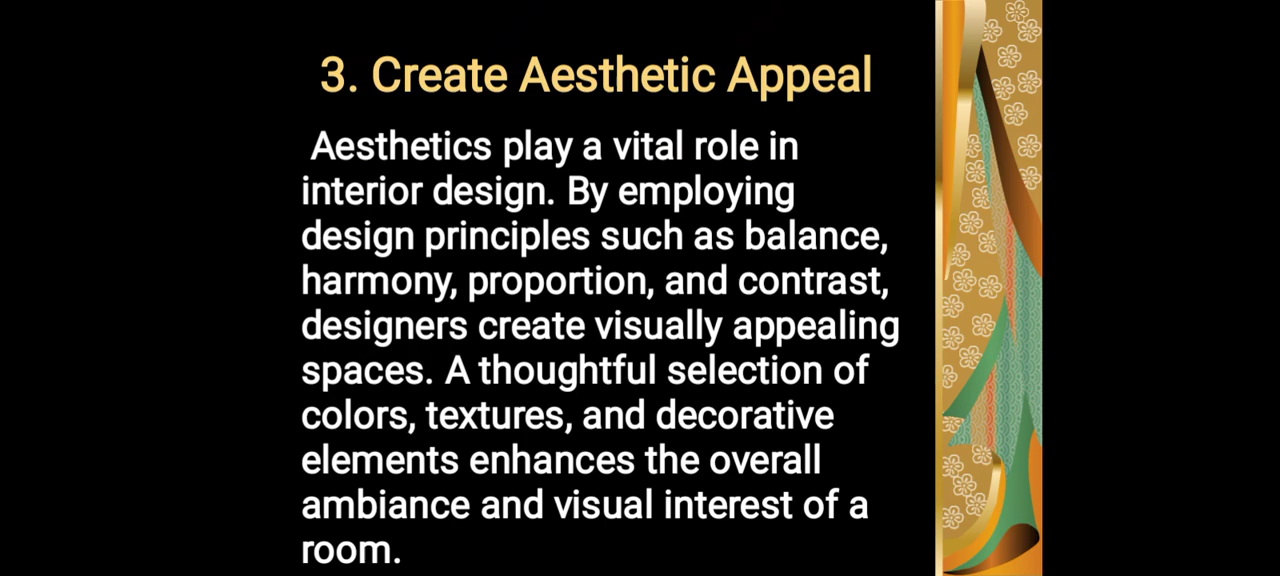 3. Create Aesthetic Appeal
Aesthetics play a vital role in
interior design. By employing
design principles such as balance,
harmony, proportion, and contrast,
designers create visually appealing
spaces. A thoughtful selection of
colors, textures, and decorative
elements enhances the overall
ambiance and visual interest of a
room.